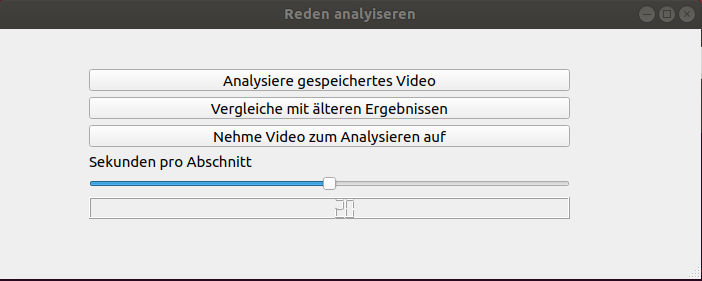 Reden analyiseren
Analysiere gespeichertes Video
Vergleiche mit älteren Ergebnissen
Nehme Video zum Analysieren auf
Sekunden pro Abschnitt
20